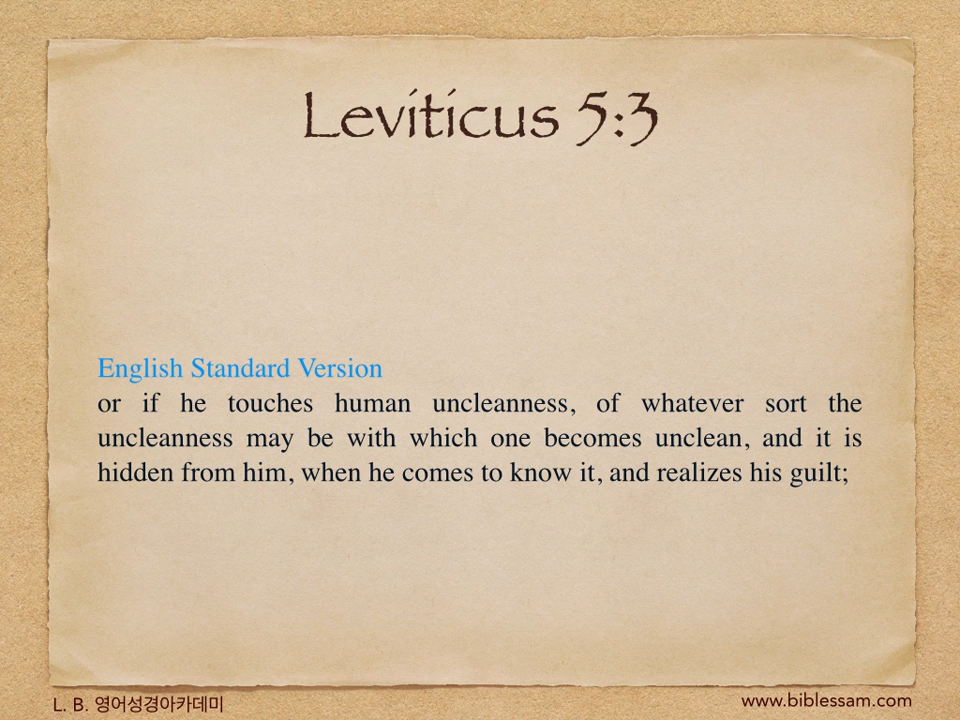 Leviticus 5:3
English Standard Version
or if he touches human uncleanness, of whatever sort the
uncleanness may be with which one becomes unclean, and it is
hidden from him, when he comes to know it, and realizes his guilt;
L. B. 영어성경아카데미
www.biblessam.com